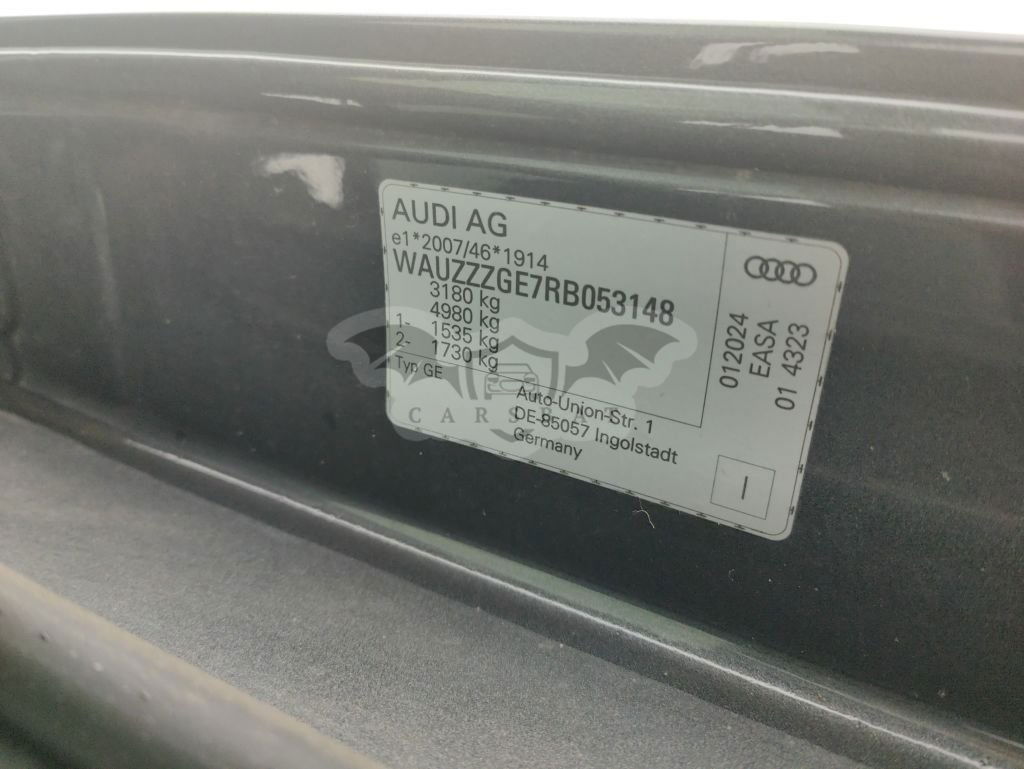 AUDI AG
e1*2007/46*1914
WAUZZZGE7RB053148
3180 kg
4980 kg
1- 1535 kg
2- 1730 kg
Typ GE
Auto-Union-Str. 1
DE-85057 Ingolstadt
Germany
012024
EASA
01 4323
I